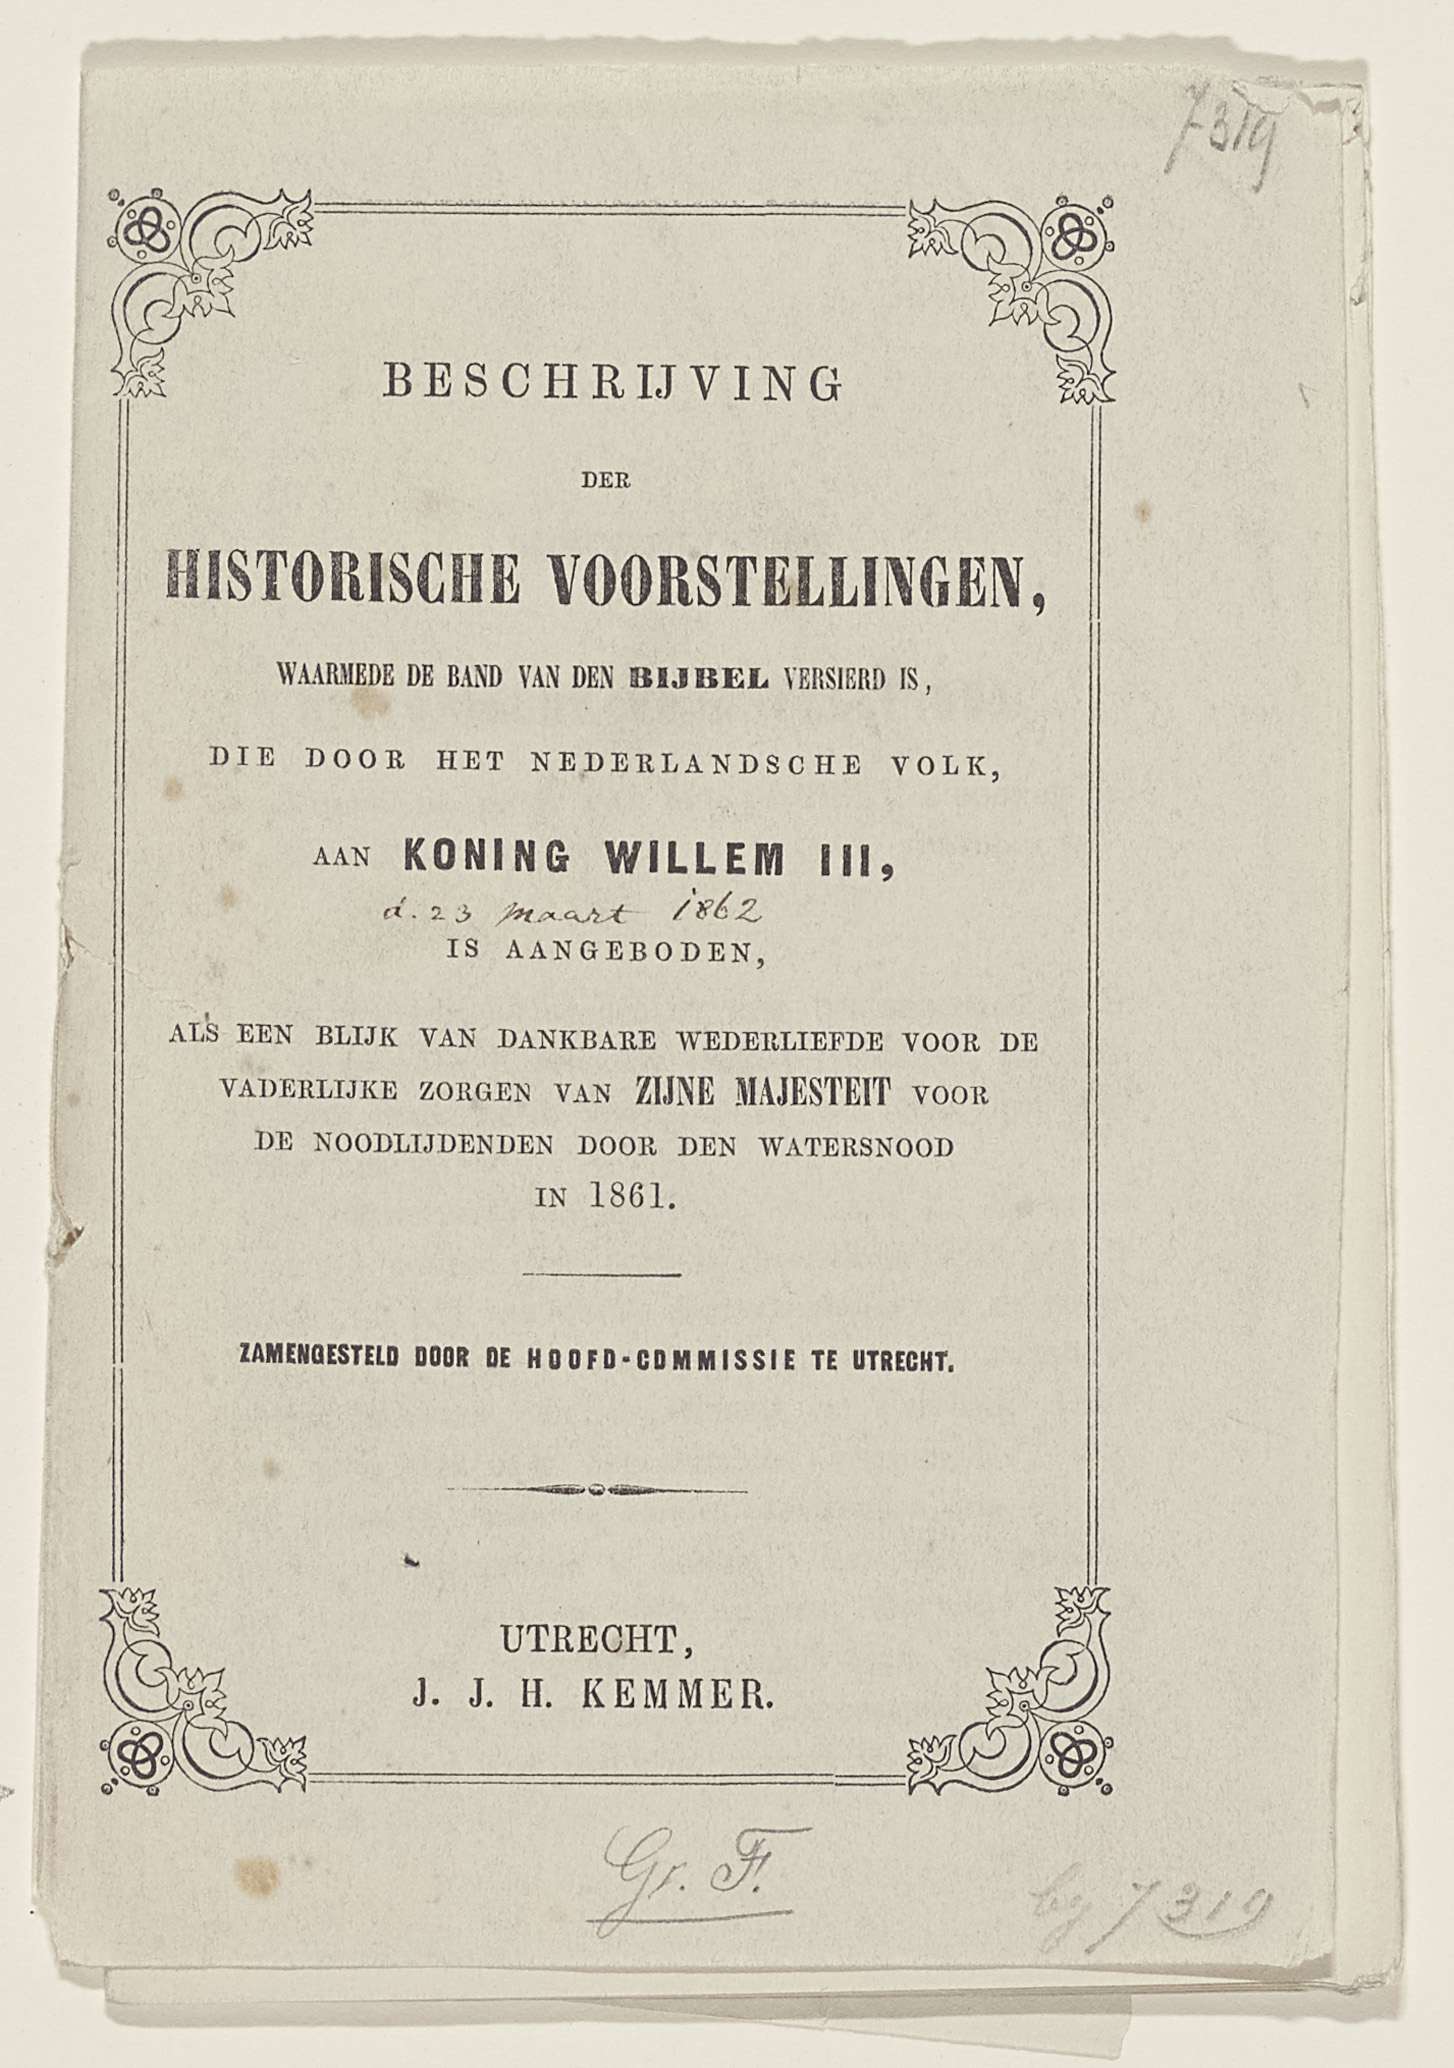 7319
BESCHRIJVING
DER
HISTORISCHE VOORSTELLINGEN,
WAARMEDE DE BAND VAN DEN BIJBEL VERSIERD IS,
DIE DOOR HET NEDERLANDSCHE VOLK,
AAN KONING WILLEM III,
d. 23 maart 1862
IS AANGEBODEN,
ALS EEN BLIJK VAN DANKBARE WEDERLIEFDE VOOR DE
VADERLIJKE ZORGEN VAN ZIJNE MAJESTEIT VOOR
DE NOODLIJDENDEN DOOR DEN WATERSNOOD
IN 1861.
ZAMENGESTELD DOOR DE HOOFD-COMMISSIE TE UTRECHT.
UTRECHT,
J. J. H. KEMMER.
Gr. F.
by 7319